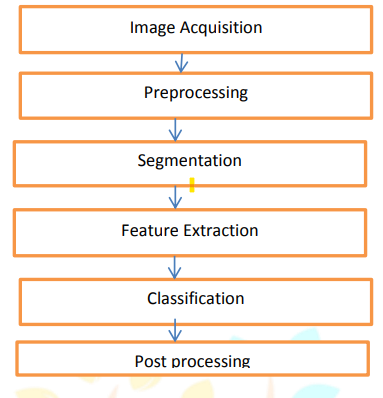 Image Acquisition
Preprocessing
Segmentation
Feature Extraction
Classification
Post processing